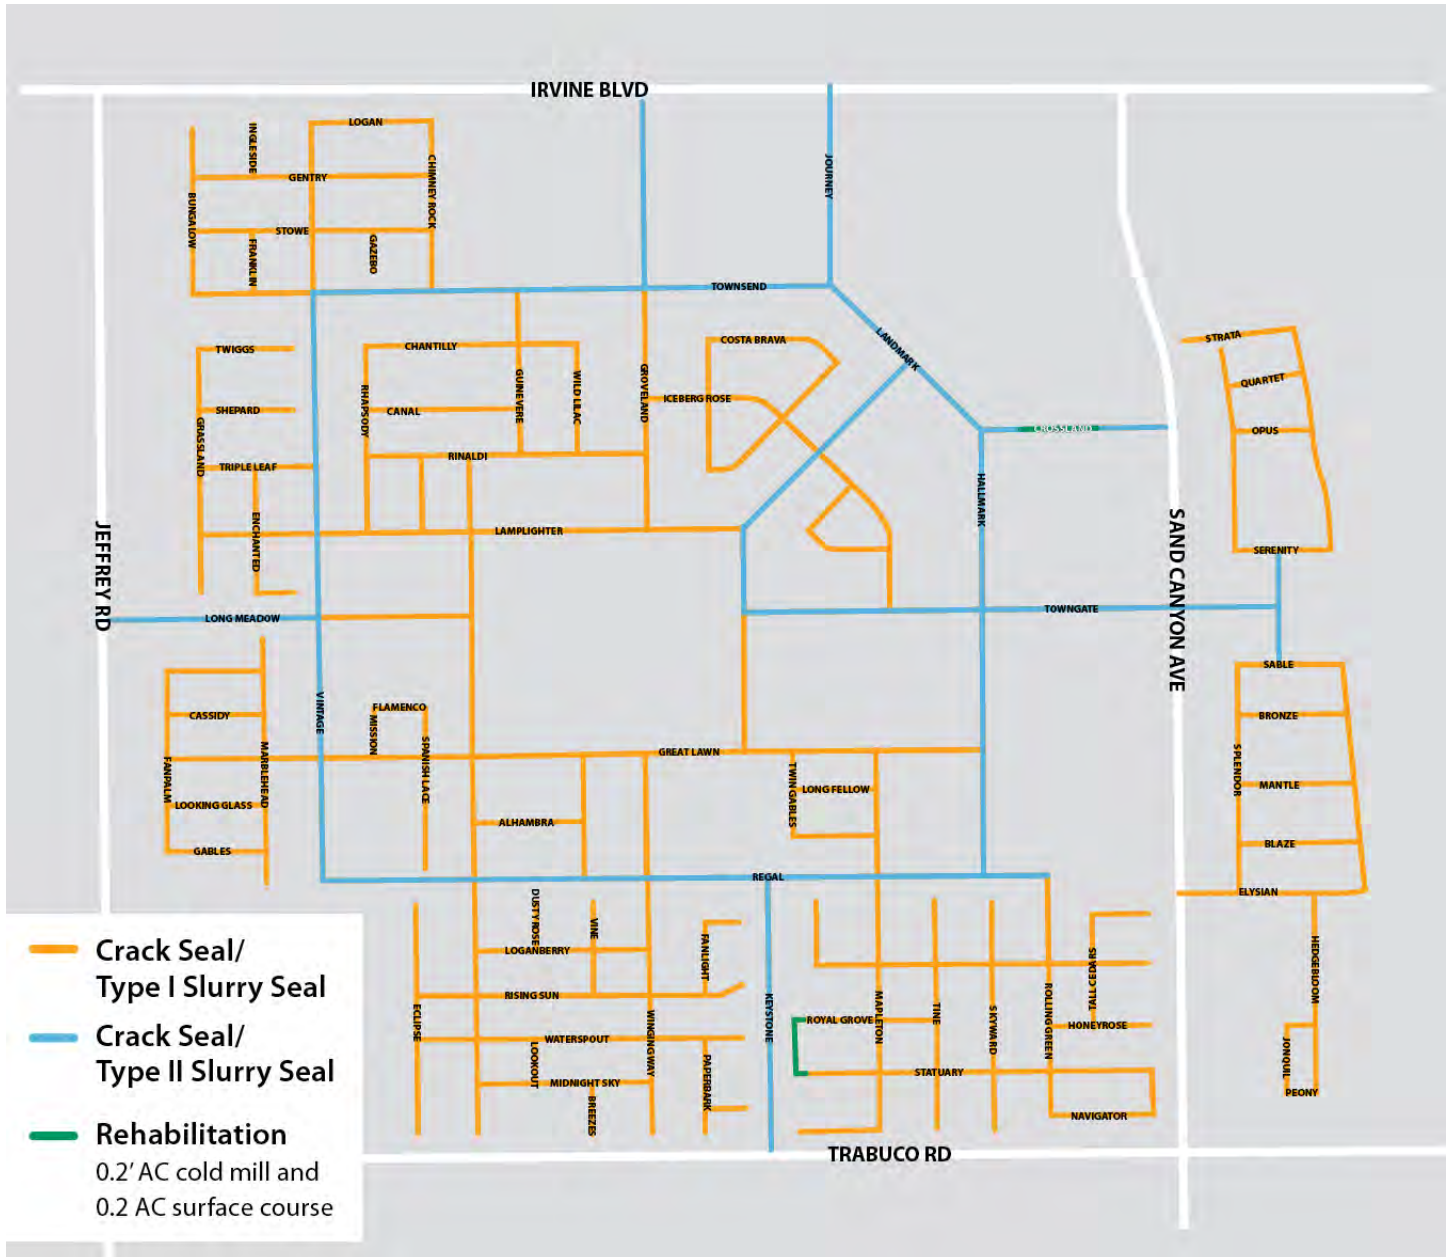 IRVINE BLVD
LOGAN
INGLESIDE
CHIMNEY ROCK
JOURNEY
GENTRY
BUNGALOW
STOWE
FRANKLIN
GAZEBO
TOWNSEND
LANDMARK
STRATA
COSTA BRAVA
TWIGGS
CHANTILLY
QUARTET
RHAPSODY
GUINEVERE
WILD LILAC
GROVELAND
ICEBERG ROSE
SHEPARD
CANAL
GRASSLAND
CROSSLAND
OPUS
RINALDI
TRIPLE LEAF
HALLMARK
ENCHANTED
LAMPLIGHTER
SERENITY
JEFFREY RD
SAND CANYON AVE
LONG MEADOW
TOWNGATE
SABLE
VINTAGE
FLAMENCO
CASSIDY
MISSION
BRONZE
SPANISH LACE
GREAT LAWN
FANPALM
MARBLEHEAD
TWIN GABLES
SPLENDOR
LONG FELLOW
MANTLE
LOOKING GLASS
ALHAMBRA
GABLES
BLAZE
REGAL
ELYSIAN
DUSTY ROSE
VINE
FANLIGHT
LOGANBERRY
TALL CEDARS
HEDGEBLOOM
RISING SUN
ECLIPSE
KEYSTONE
MAPLETON
TINE
SKYWARD
ROLLING GREEN
ROYAL GROVE
HONEYROSE
WATERSPOUT
WINGING WAY
LOOKOUT
JONQUIL
STATUARY
MIDNIGHT SKY
PAPERBARK
BREEZES
PEONY
NAVIGATOR
TRABUCO RD
Crack Seal/
Type I Slurry Seal
Crack Seal/
Type II Slurry Seal
Rehabilitation
0.2' AC cold mill and
0.2 AC surface course